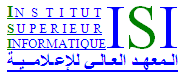 INSTITUT
SUPERIEUR
INFORMATIQUE
ISI
المعهد العالي للإعلامية